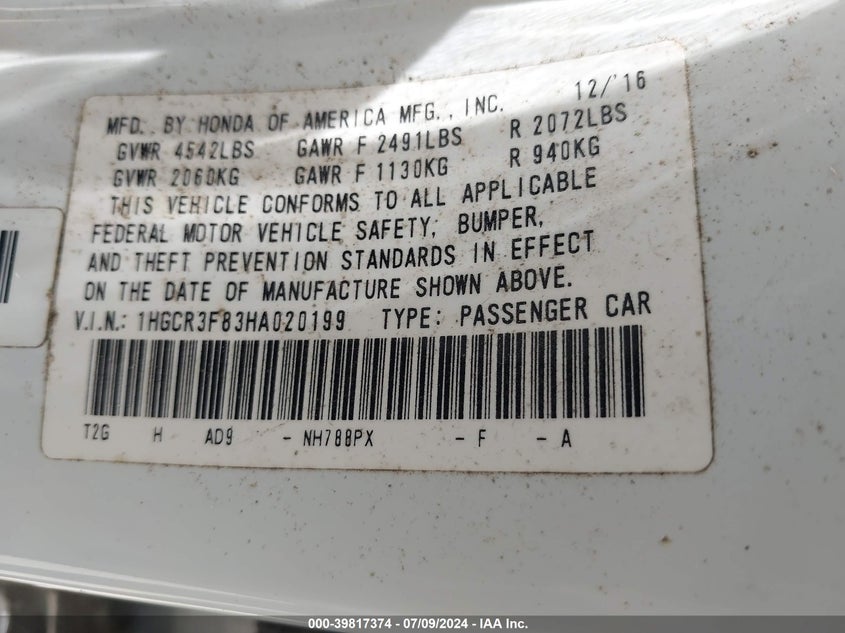 MFD. BY HONDA OF AMERICA MFG., INC. 12/'16
GVWR 4542LBS GAWR F 2491LBS R 2072LBS
GVWR 2060KG GAWR F 1130KG R 940KG
THIS VEHICLE CONFORMS TO ALL APPLICABLE
FEDERAL MOTOR VEHICLE SAFETY, BUMPER,
AND THEFT PREVENTION STANDARDS IN EFFECT
ON THE DATE OF MANUFACTURE SHOWN ABOVE.
V.I.N.: 1HGCR3F83HA020199 TYPE: PASSENGER CAR
T2G H AD9 - NH788PX - F - A
000-39817374 | 07/09/2024 - IAA Inc.